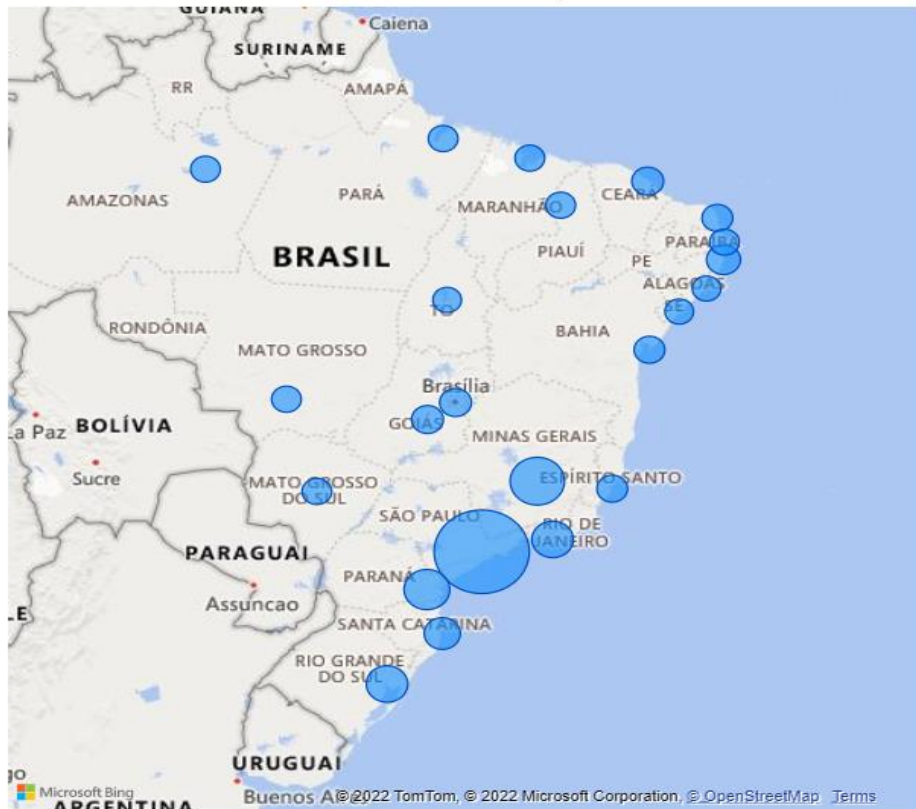 GUIANA
Caiena
SURINAME
RR
AMAPÁ
AMAZONAS
PARÁ
MARANHÃO
CEARÁ
PARAÍBA
PIAUÍ
PE
ALAGOAS
SE
BRASIL
TO
BAHIA
RONDÔNIA
MATO GROSSO
Brasília
GOIÁS
La Paz
BOLÍVIA
MINAS GERAIS
Sucre
MATO GROSSO
DO SUL
ESPÍRITO SANTO
SÃO PAULO
RIO DE
JANEIRO
PARAGUAI
PARANÁ
Assuncao
SANTA CATARINA
RIO GRANDE
DO SUL
URUGUAI
Microsoft Bing
Buenos
ARGENTINA
© 2022 TomTom, © 2022 Microsoft Corporation, © OpenStreetMap Terms